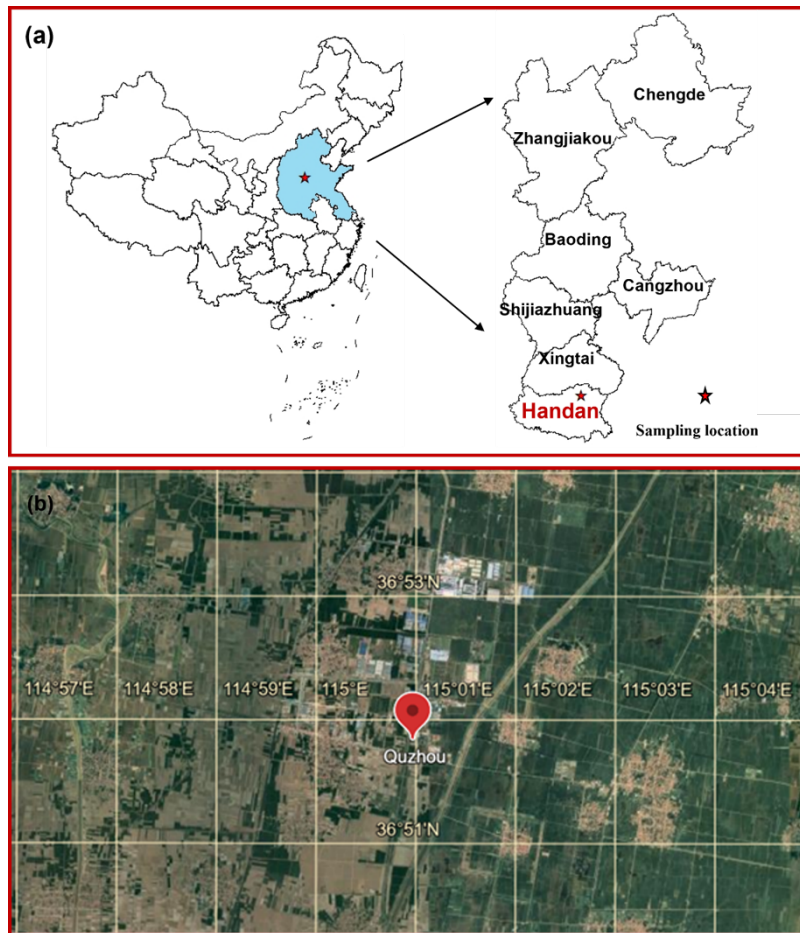 (a)
Chengde
Zhangjiakou
Baoding
Cangzhou
Shijiazhuang
Xingtai
Handan
Sampling location
(b)
36°53'N
114°57'E 114°58'E 114°59'E 115°E 115°01'E 115°02'E 115°03'E 115°04'E
Quzhou
36°51'N